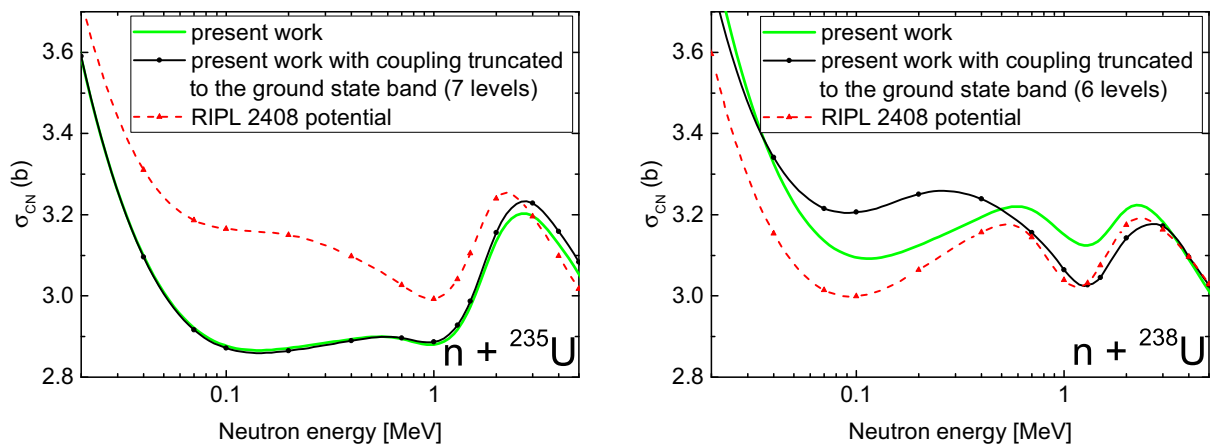 3.6
3.4
3.2
3.0
2.8
σCN (b)
present work
present work with coupling truncated
to the ground state band (7 levels)
RIPL 2408 potential
n + 235U
0.1
1
Neutron energy [MeV]
3.6
3.4
3.2
3.0
2.8
σCN (b)
present work
present work with coupling truncated
to the ground state band (6 levels)
RIPL 2408 potential
n + 238U
0.1
1
Neutron energy [MeV]